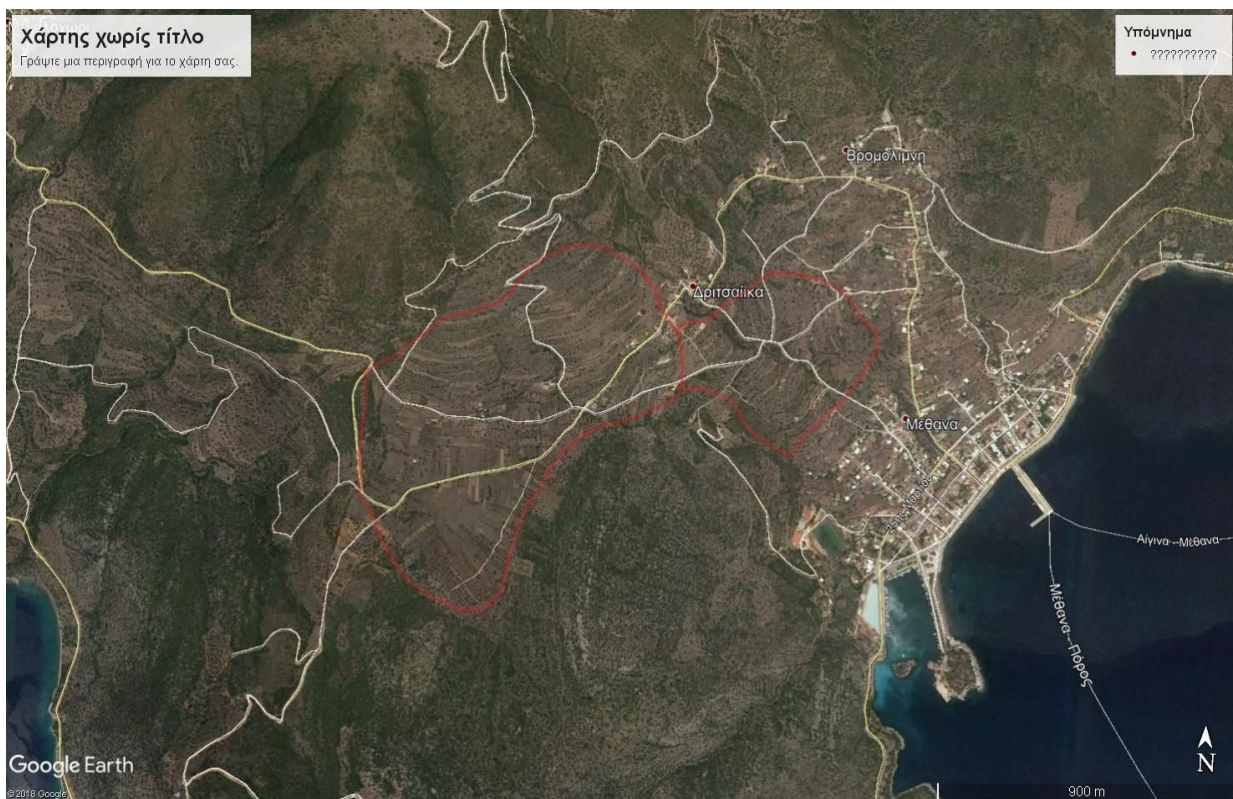 Χάρτης χωρίς τίτλο
Γράψτε μια περιγραφή για το χάρτη σας.
Υπόμνημα
??????????
Βρομολίμνη
Δριτσαίικα
Μέθανα
Αίγινα - Μέθανα
Μέθανα - Πόρος
Google Earth
©2018 Google
N
900 m